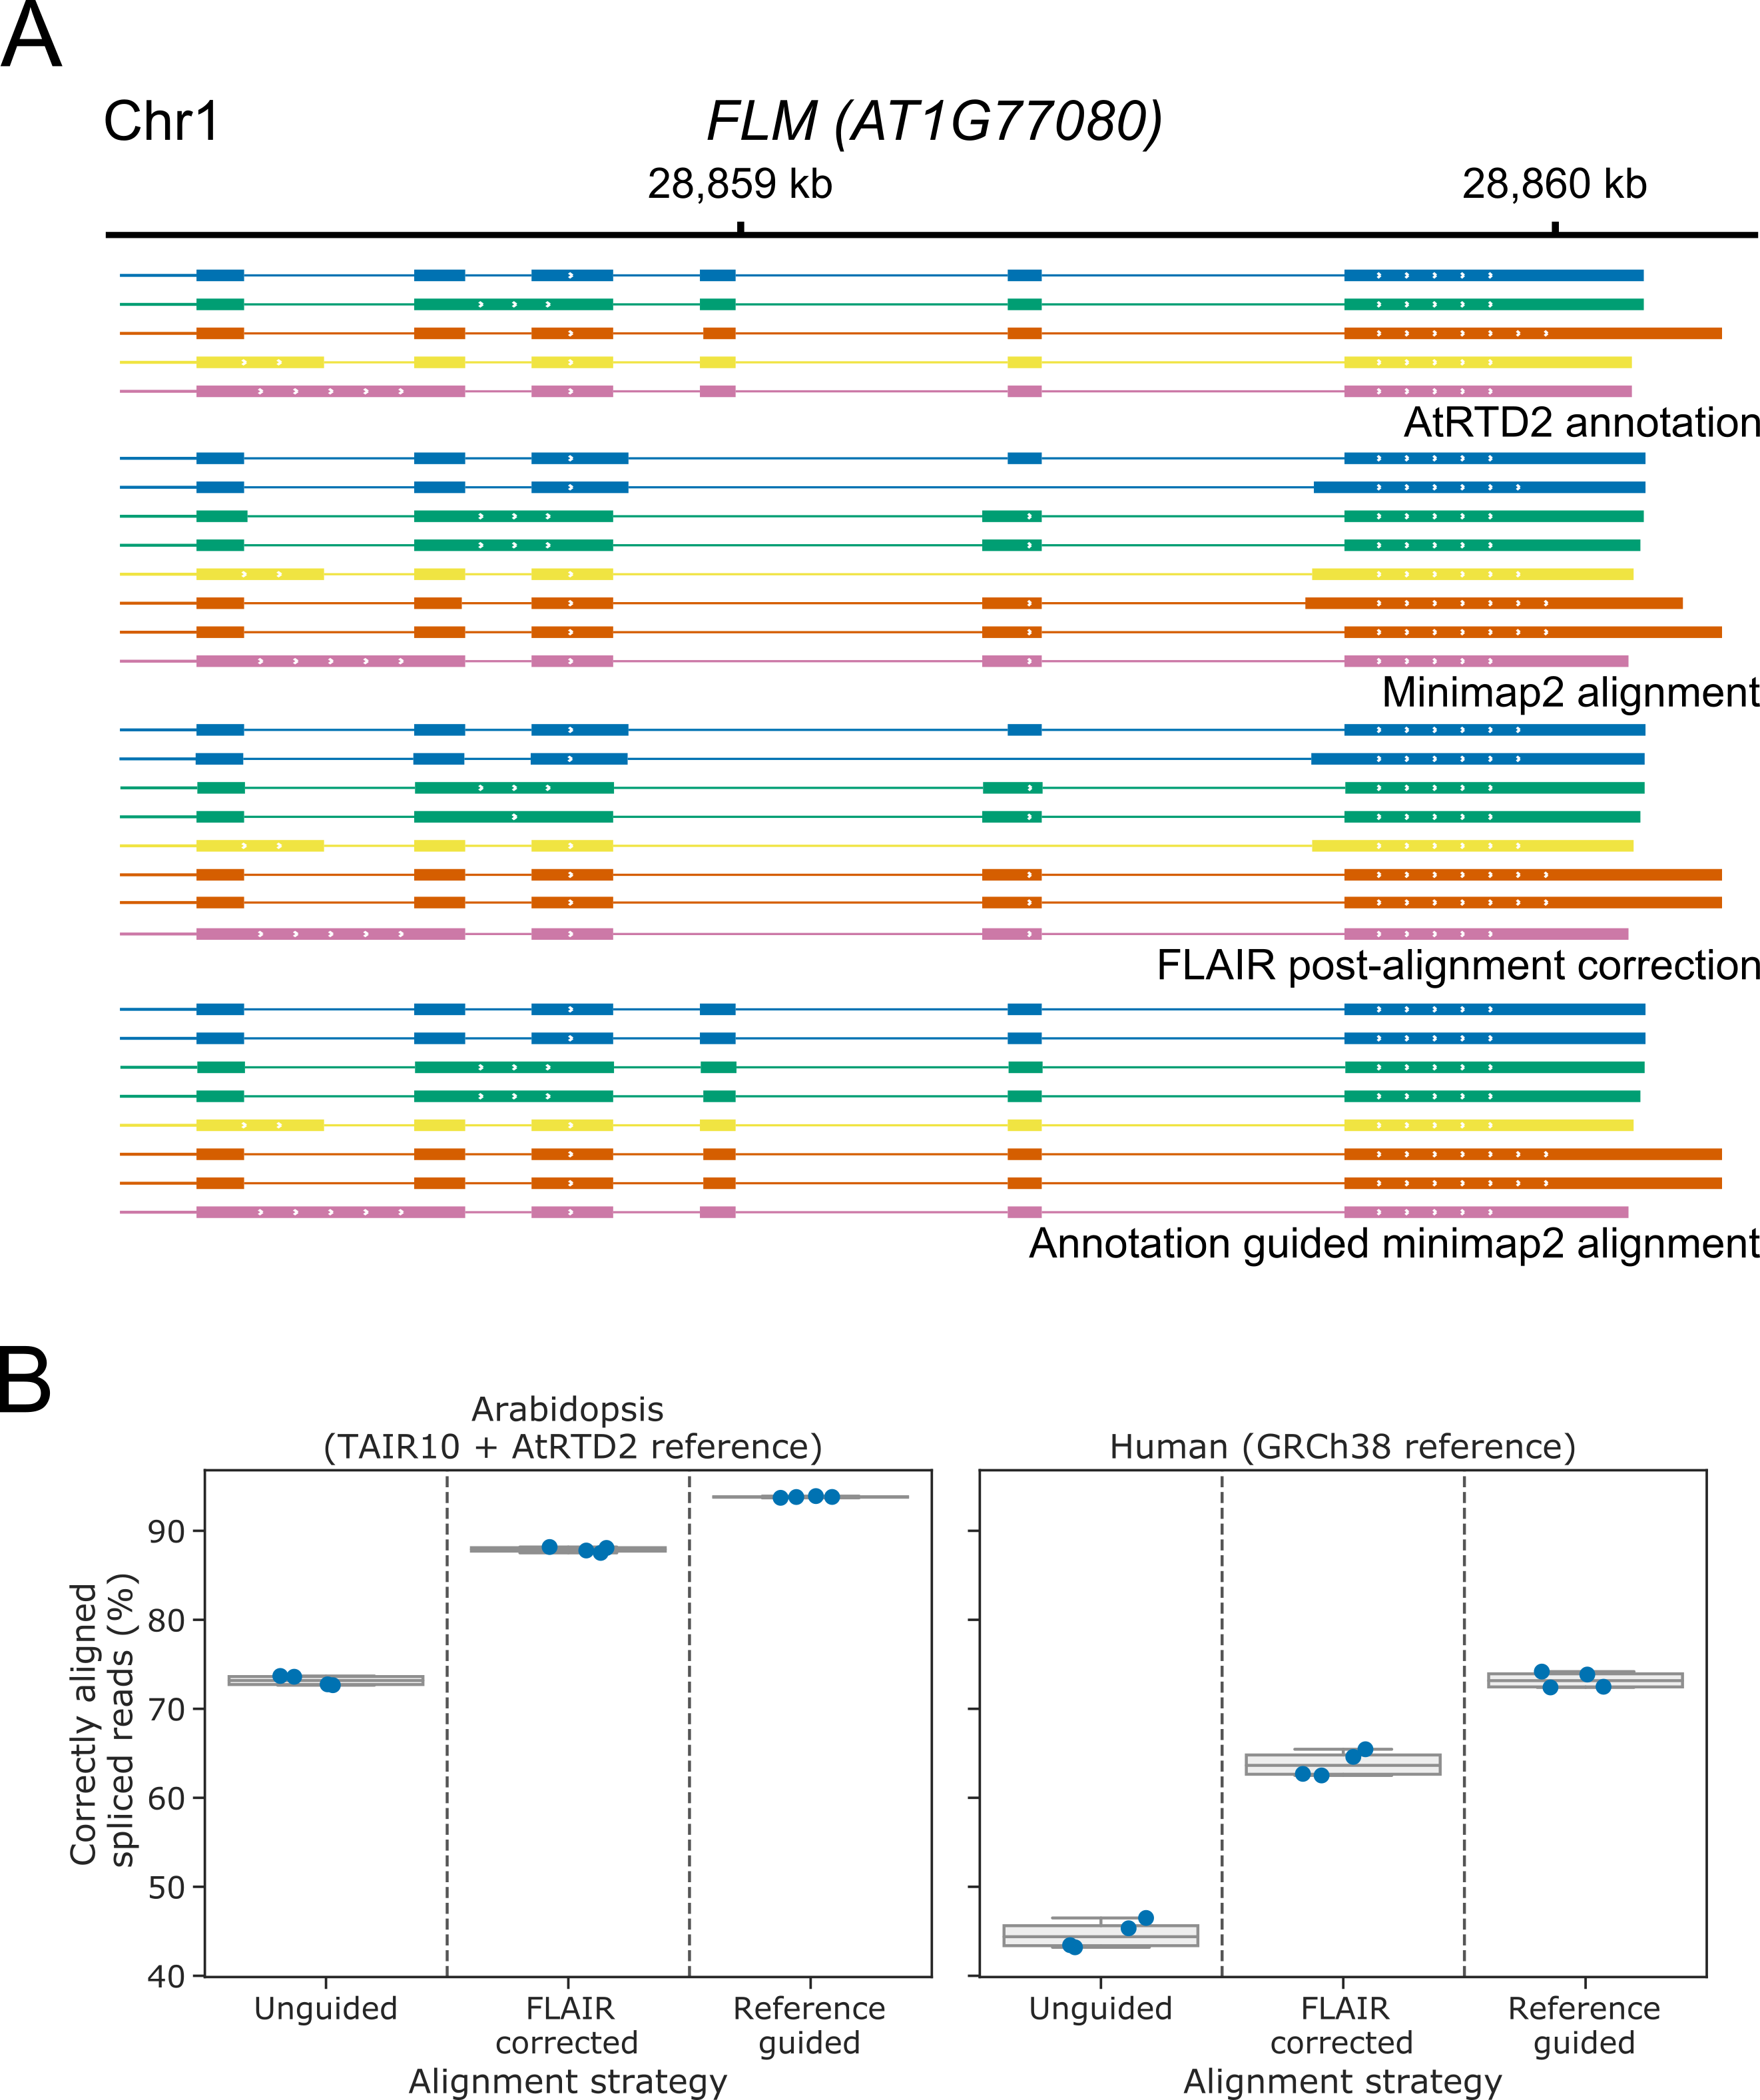 A
Chr1
FLM (AT1G77080)
28,859 kb
28,860 kb
AtRTD2 annotation
Minimap2 alignment
FLAIR post-alignment correction
Annotation guided minimap2 alignment
B
Arabidopsis
(TAIR10 + AtRTD2 reference)
Human (GRCh38 reference)
Correctly aligned
spliced reads (%)
90
80
70
60
50
40
Unguided
FLAIR
corrected
Reference
guided
Alignment strategy
Unguided
FLAIR
corrected
Reference
guided
Alignment strategy